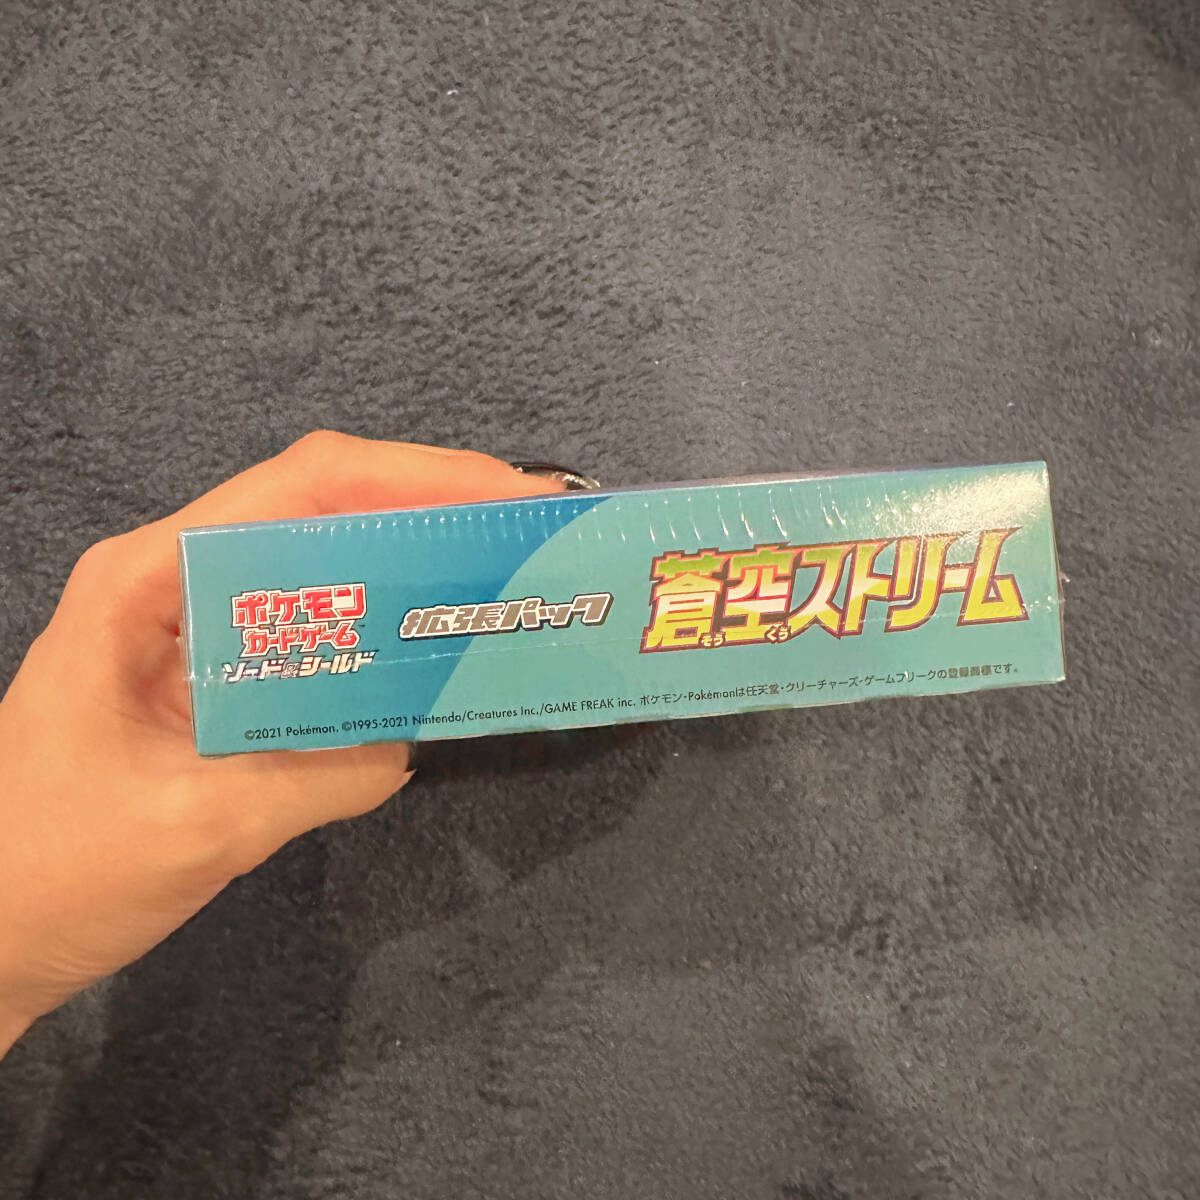 ポケモン
カードゲーム
ソード&シールド
拡張パック
蒼空ストリーム
そう くう
©2021 Pokémon. ©1995-2021 Nintendo/Creatures Inc./GAME FREAK inc. ポケモン・Pokémonは任天堂・クリーチャーズ・ゲームフリークの登録商標です。